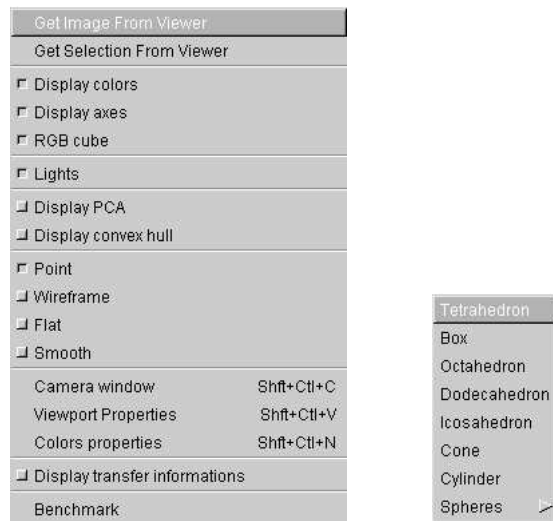 Get Image From Viewer
Get Selection From Viewer
Display colors
Display axes
RGB cube
Lights
Display PCA
Display convex hull
Point
Wireframe
Flat
Smooth
Camera window Shft+Ctl+C
Viewport Properties Shft+Ctl+V
Colors properties Shft+Ctl+N
Display transfer informations
Benchmark
Tetrahedron
Box
Octahedron
Dodecahedron
Icosahedron
Cone
Cylinder
Spheres